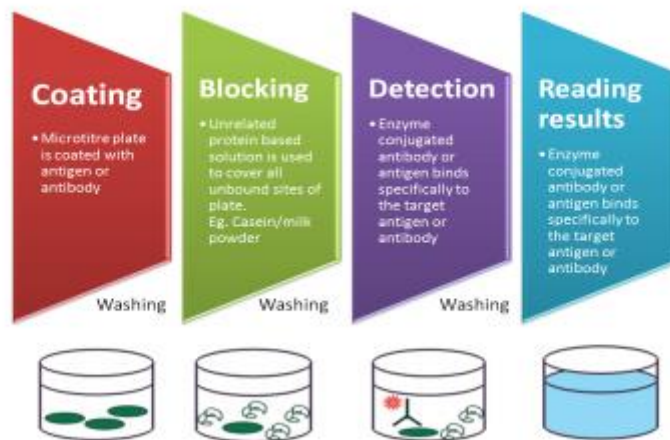 Coating
• Microtitre plate
is coated with
antigen or
antibody
Washing
Blocking
• Unrelated
protein based
solution is used
to cover all
unbound sites of
plate.
Eg. Casein/milk
powder
Washing
Detection
• Enzyme
conjugated
antibody or
antigen binds
specifically to
the target
antigen or
antibody
Washing
Reading
results
• Enzyme
conjugated
antibody or
antigen binds
specifically to
the target
antigen or
antibody